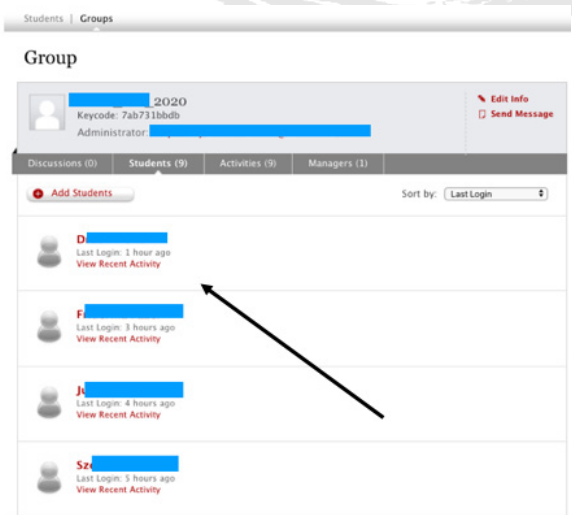 Students | Groups
Group
_2020
Edit Info
Keycode: 7ab731bbdb
Send Message
Administrator:
Discussions (0) Students (9) Activities (9) Managers (1)
Add Students
Sort by: Last Login
D
Last Login: 1 hour ago
View Recent Activity
F
Last Login: 3 hours ago
View Recent Activity
Ju
Last Login: 4 hours ago
View Recent Activity
Sz
Last Login: 5 hours ago
View Recent Activity